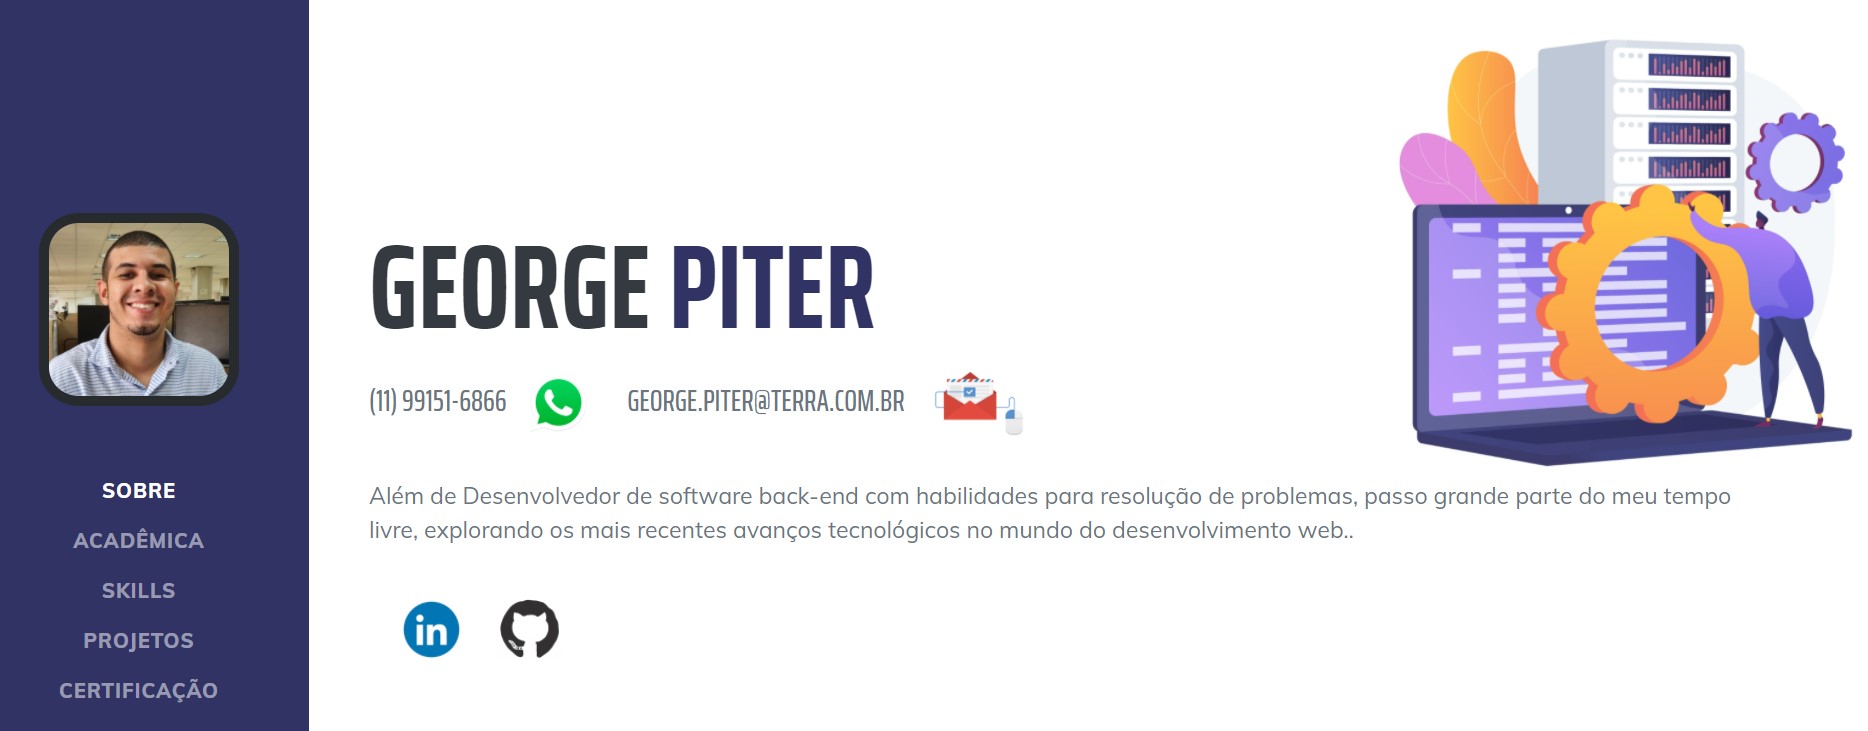 SOBRE
ACADÊMICA
SKILLS
PROJETOS
CERTIFICAÇÃO
GEORGE PITER
(11) 99151-6866
GEORGE.PITER@TERRA.COM.BR
Além de Desenvolvedor de software back-end com habilidades para resolução de problemas, passo grande parte do meu tempo
livre, explorando os mais recentes avanços tecnológicos no mundo do desenvolvimento web..
in